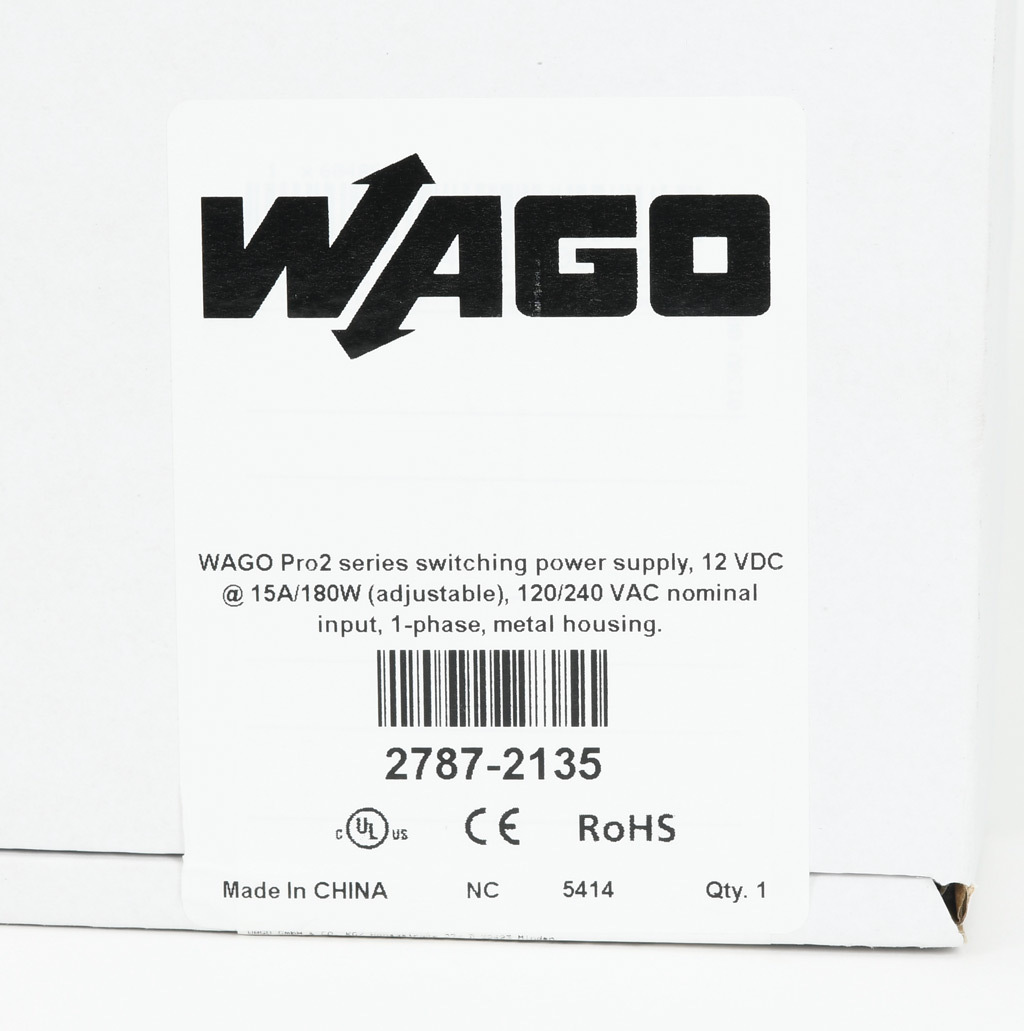 WAGO
WAGO Pro2 series switching power supply, 12 VDC
@ 15A/180W (adjustable), 120/240 VAC nominal
input, 1-phase, metal housing.
2787-2135
C UL US CE RoHS
Made In CHINA NC 5414 Qty. 1